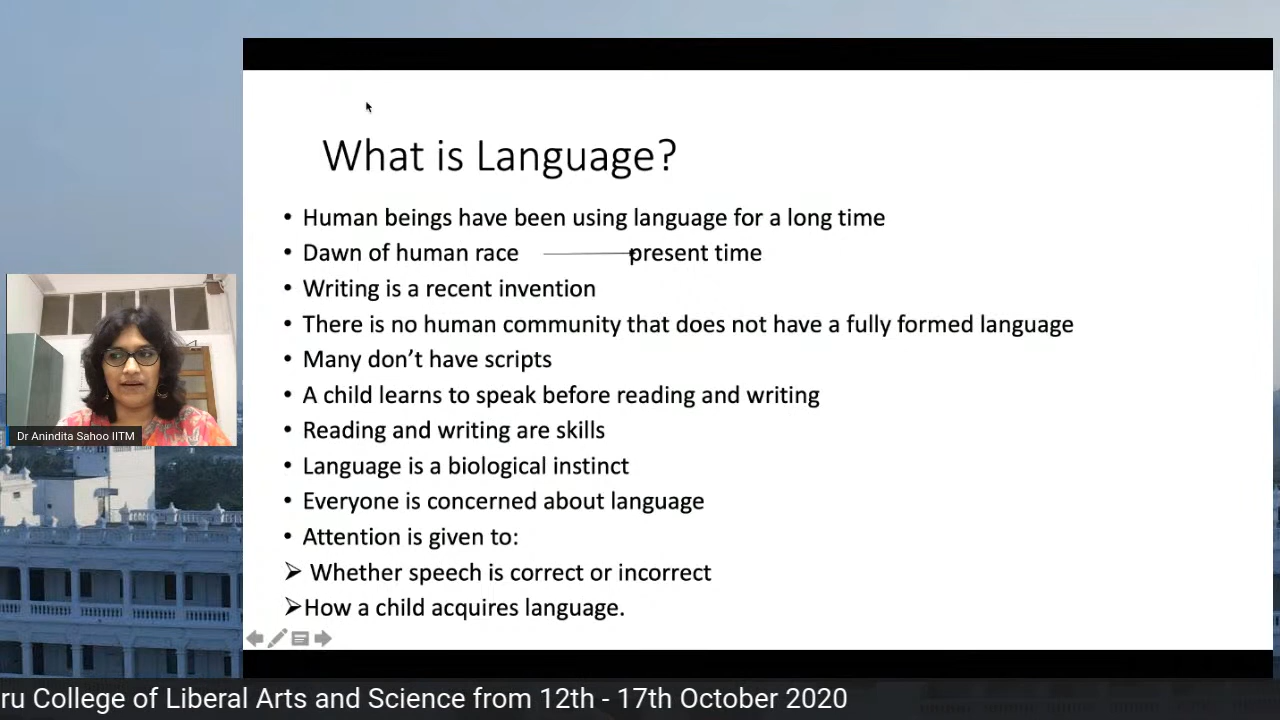 What is Language?
• Human beings have been using language for a long time
• Dawn of human race present time
• Writing is a recent invention
• There is no human community that does not have a fully formed language
• Many don’t have scripts
• A child learns to speak before reading and writing
• Reading and writing are skills
• Language is a biological instinct
• Everyone is concerned about language
• Attention is given to:
➢ Whether speech is correct or incorrect
➢How a child acquires language.
Dr Anindita Sahoo IITM
ru College of Liberal Arts and Science from 12th - 17th October 2020